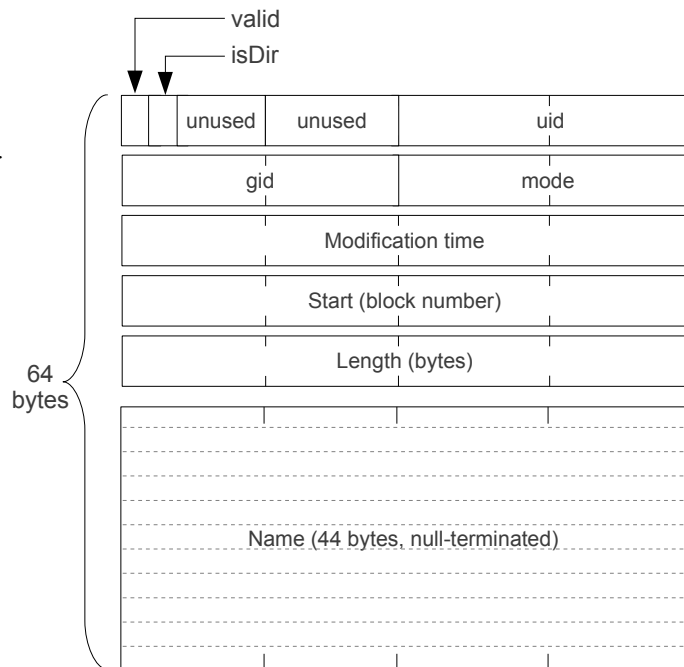 valid
isDir
unused unused uid
gid mode
Modification time
Start (block number)
Length (bytes)
64
bytes
Name (44 bytes, null-terminated)